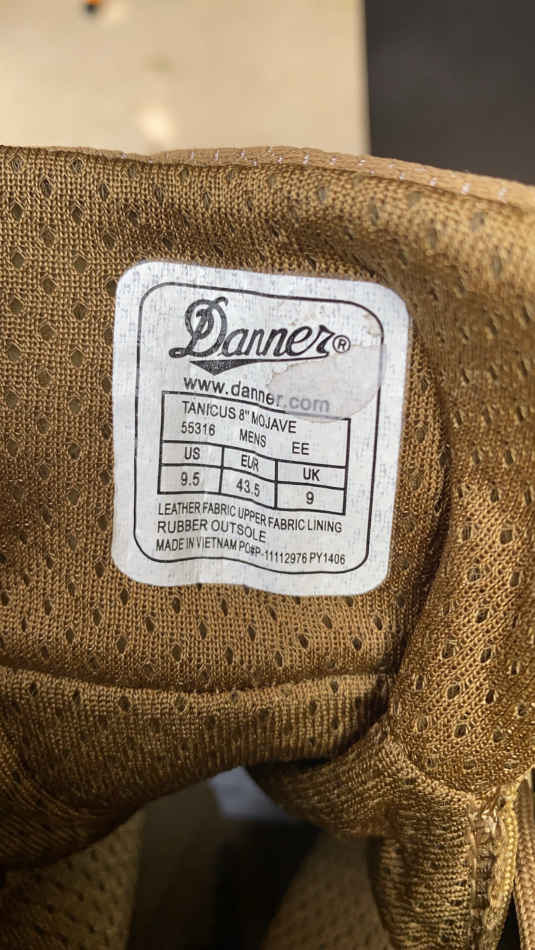 Danner®
www.danner.com
TANICUS 8" MOJAVE
55316 MENS EE
US EUR UK
9.5 43.5 9
LEATHER FABRIC UPPER FABRIC LINING
RUBBER OUTSOLE
MADE IN VIETNAM PO#P-11112976 PY1406